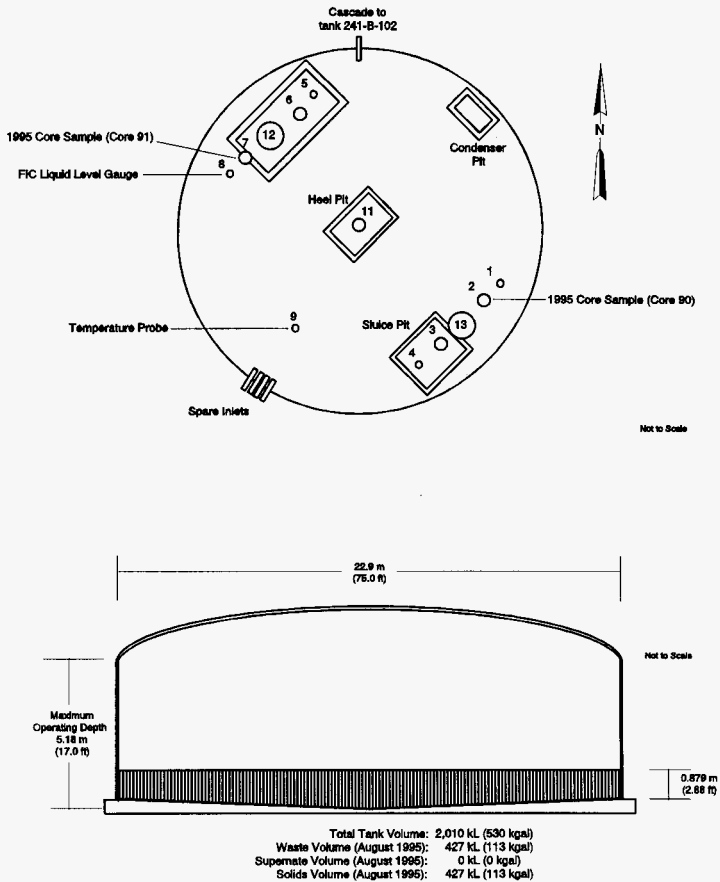 Cascade to
tank 241-B-102
5
6
12
7
8
1995 Core Sample (Core 91)
FIC Liquid Level Gauge
Condenser
Pit
N
Heel Pit
11
1
2
1995 Core Sample (Core 90)
13
Sluice Pit
3
4
9
Temperature Probe
Spare Inlets
Not to Scale
22.9 m
(75.0 ft)
Not to Scale
Maximum
Operating Depth
5.18 m
(17.0 ft)
0.879 m
(2.88 ft)
Total Tank Volume: 2,010 kL (530 kgal)
Waste Volume (August 1995): 427 kL (113 kgal)
Supernate Volume (August 1995): 0 kL (0 kgal)
Solids Volume (August 1995): 427 kL (113 kgal)